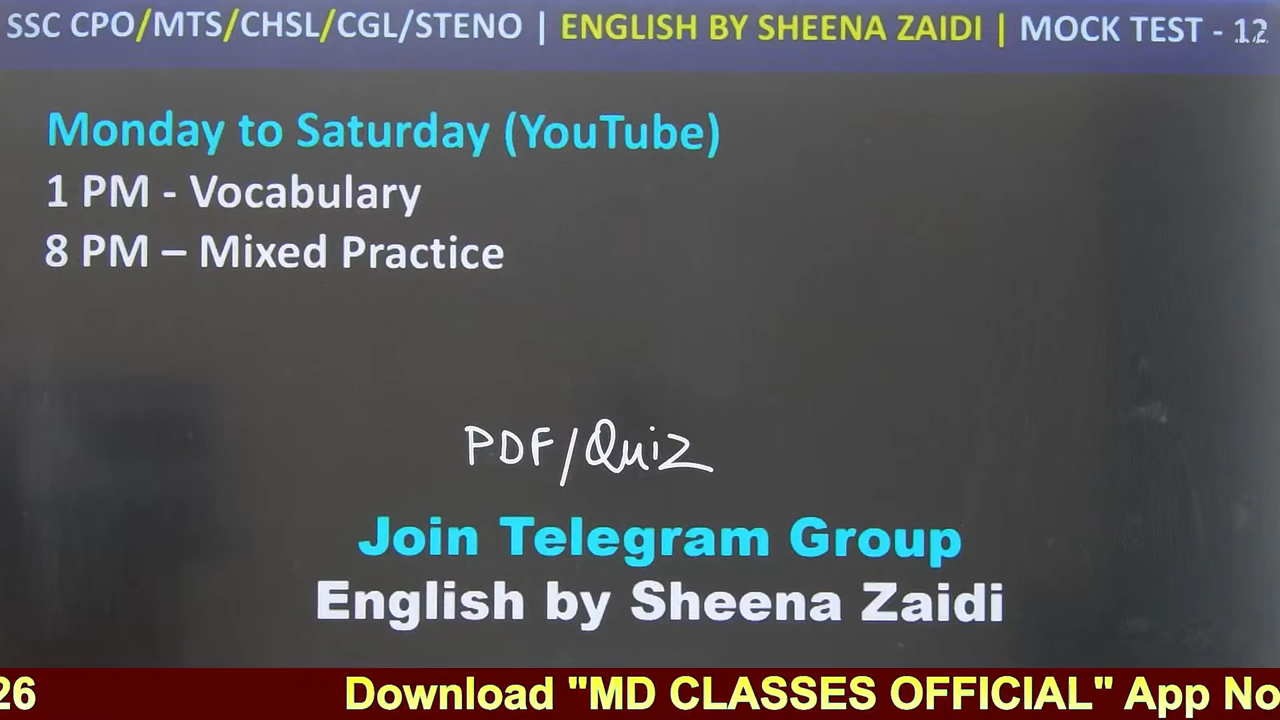 SSC CPO/MTS/CHSL/CGL/STENO | ENGLISH BY SHEENA ZAIDI | MOCK TEST - 12
Monday to Saturday (YouTube)
1 PM - Vocabulary
8 PM – Mixed Practice
PDF/Quiz
Join Telegram Group
English by Sheena Zaidi
26 Download "MD CLASSES OFFICIAL" App No